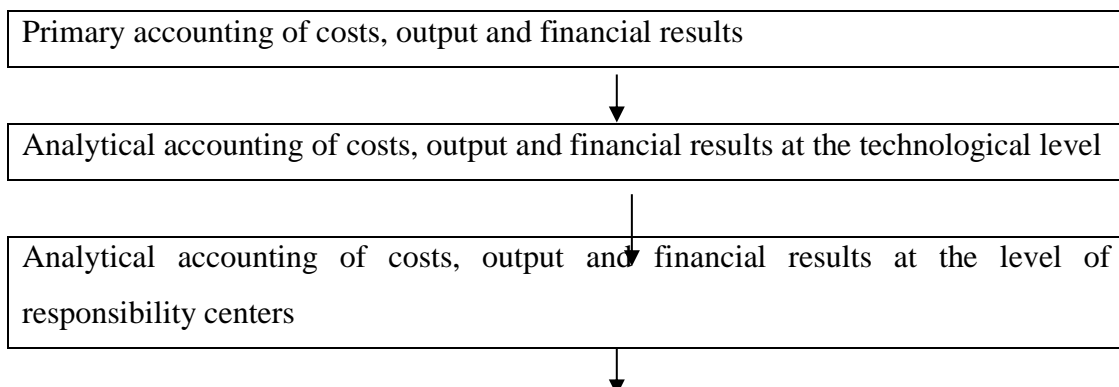 Primary accounting of costs, output and financial results
Analytical accounting of costs, output and financial results at the technological level
Analytical accounting of costs, output and financial results at the level of
responsibility centers